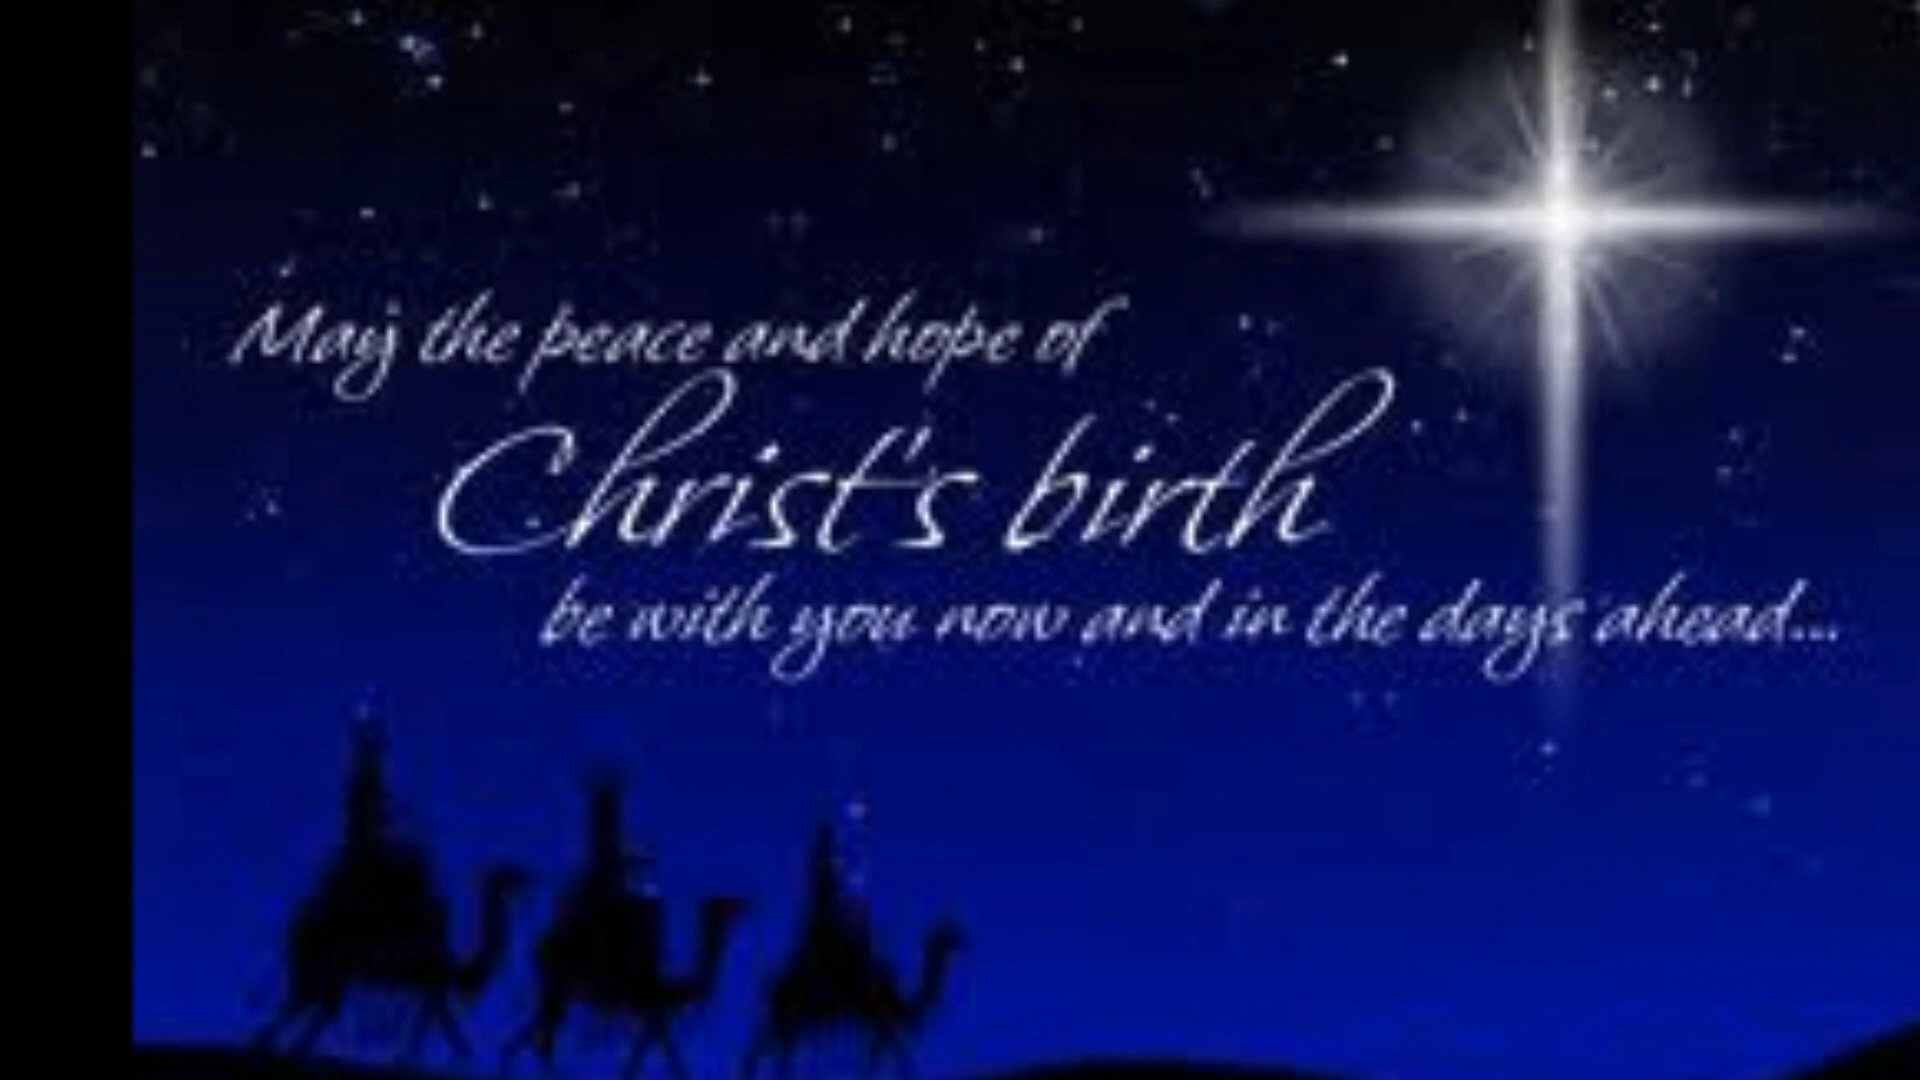 May the peace and hope of
Christ's birth
be with you now and in the days ahead...